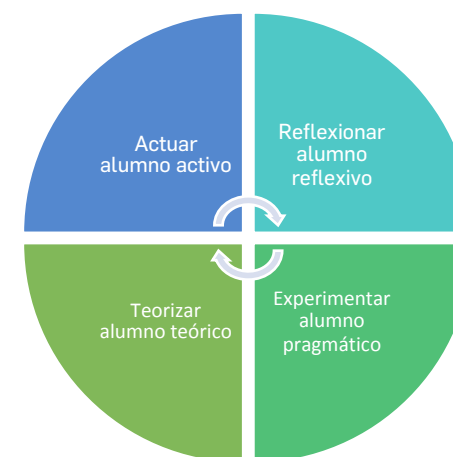 Actuar
alumno activo
Reflexionar
alumno
reflexivo
Teorizar
alumno teórico
Experimentar
alumno
pragmático